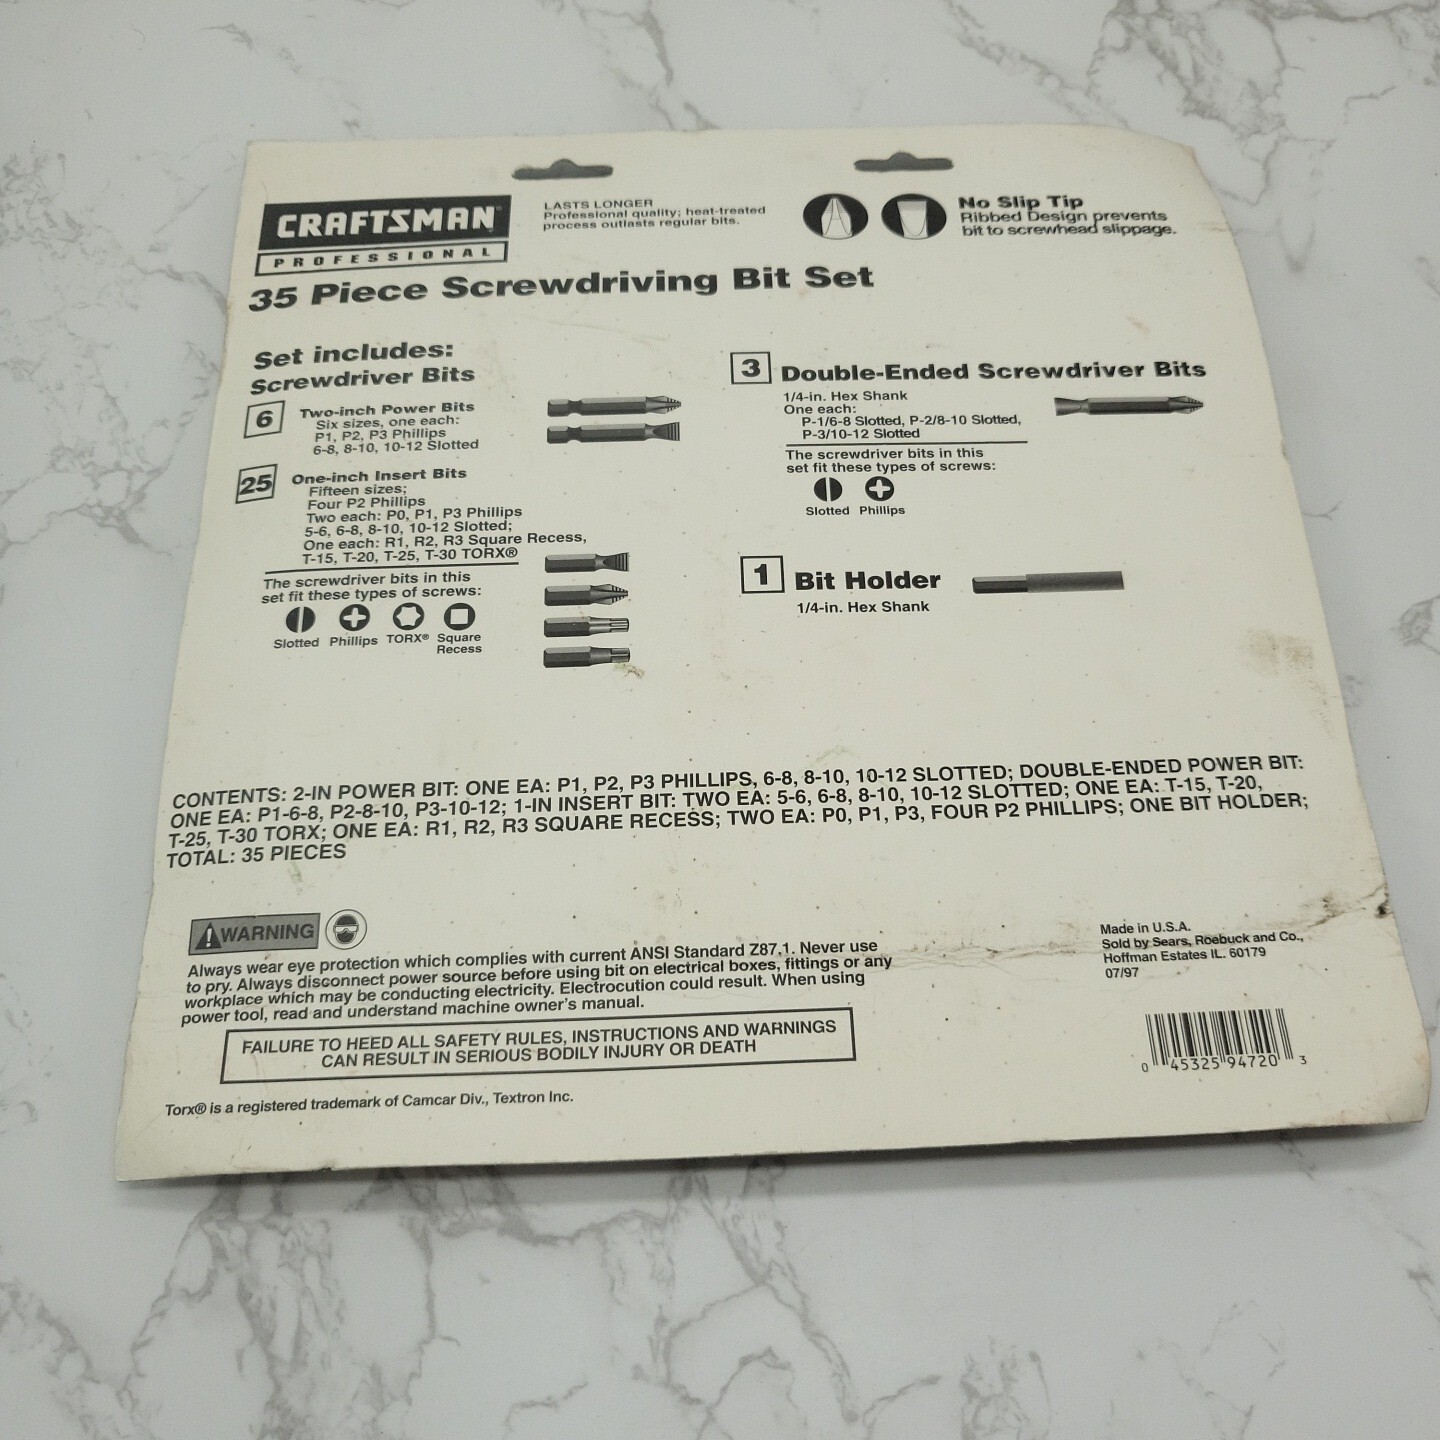 CRAFTSMAN®
PROFESSIONAL
LASTS LONGER
Professional quality; heat-treated
process outlasts regular bits.
No Slip Tip
Ribbed Design prevents
bit to screwhead slippage.
35 Piece Screwdriving Bit Set
Set includes:
Screwdriver Bits
6
Two-inch Power Bits
Six sizes, one each:
P1, P2, P3 Phillips
6-8, 8-10, 10-12 Slotted
25
One-inch Insert Bits
Fifteen sizes;
Four P2 Phillips
Two each: P0, P1, P3 Phillips
5-6, 6-8, 8-10, 10-12 Slotted;
One each: R1, R2, R3 Square Recess,
T-15, T-20, T-25, T-30 TORX®
The screwdriver bits in this
set fit these types of screws:
Slotted Phillips TORX® Square
Recess
3 Double-Ended Screwdriver Bits
1/4-in. Hex Shank
One each:
P-1/6-8 Slotted, P-2/8-10 Slotted,
P-3/10-12 Slotted
The screwdriver bits in this
set fit these types of screws:
Slotted Phillips
1 Bit Holder
1/4-in. Hex Shank
CONTENTS: 2-IN POWER BIT: ONE EA: P1, P2, P3 PHILLIPS, 6-8, 8-10, 10-12 SLOTTED; DOUBLE-ENDED POWER BIT:
ONE EA: P1-6-8, P2-8-10, P3-10-12; 1-IN INSERT BIT: TWO EA: 5-6, 6-8, 8-10, 10-12 SLOTTED; ONE EA: T-15, T-20,
T-25, T-30 TORX; ONE EA: R1, R2, R3 SQUARE RECESS; TWO EA: P0, P1, P3, FOUR P2 PHILLIPS; ONE BIT HOLDER;
TOTAL: 35 PIECES
WARNING
Always wear eye protection which complies with current ANSI Standard Z87.1. Never use
to pry. Always disconnect power source before using bit on electrical boxes, fittings or any
workplace which may be conducting electricity. Electrocution could result. When using
power tool, read and understand machine owner's manual.
FAILURE TO HEED ALL SAFETY RULES, INSTRUCTIONS AND WARNINGS
CAN RESULT IN SERIOUS BODILY INJURY OR DEATH
Torx® is a registered trademark of Camcar Div., Textron Inc.
Made in U.S.A.
Sold by Sears, Roebuck and Co.,
Hoffman Estates IL. 60179
07/97
0 45325 94720 3